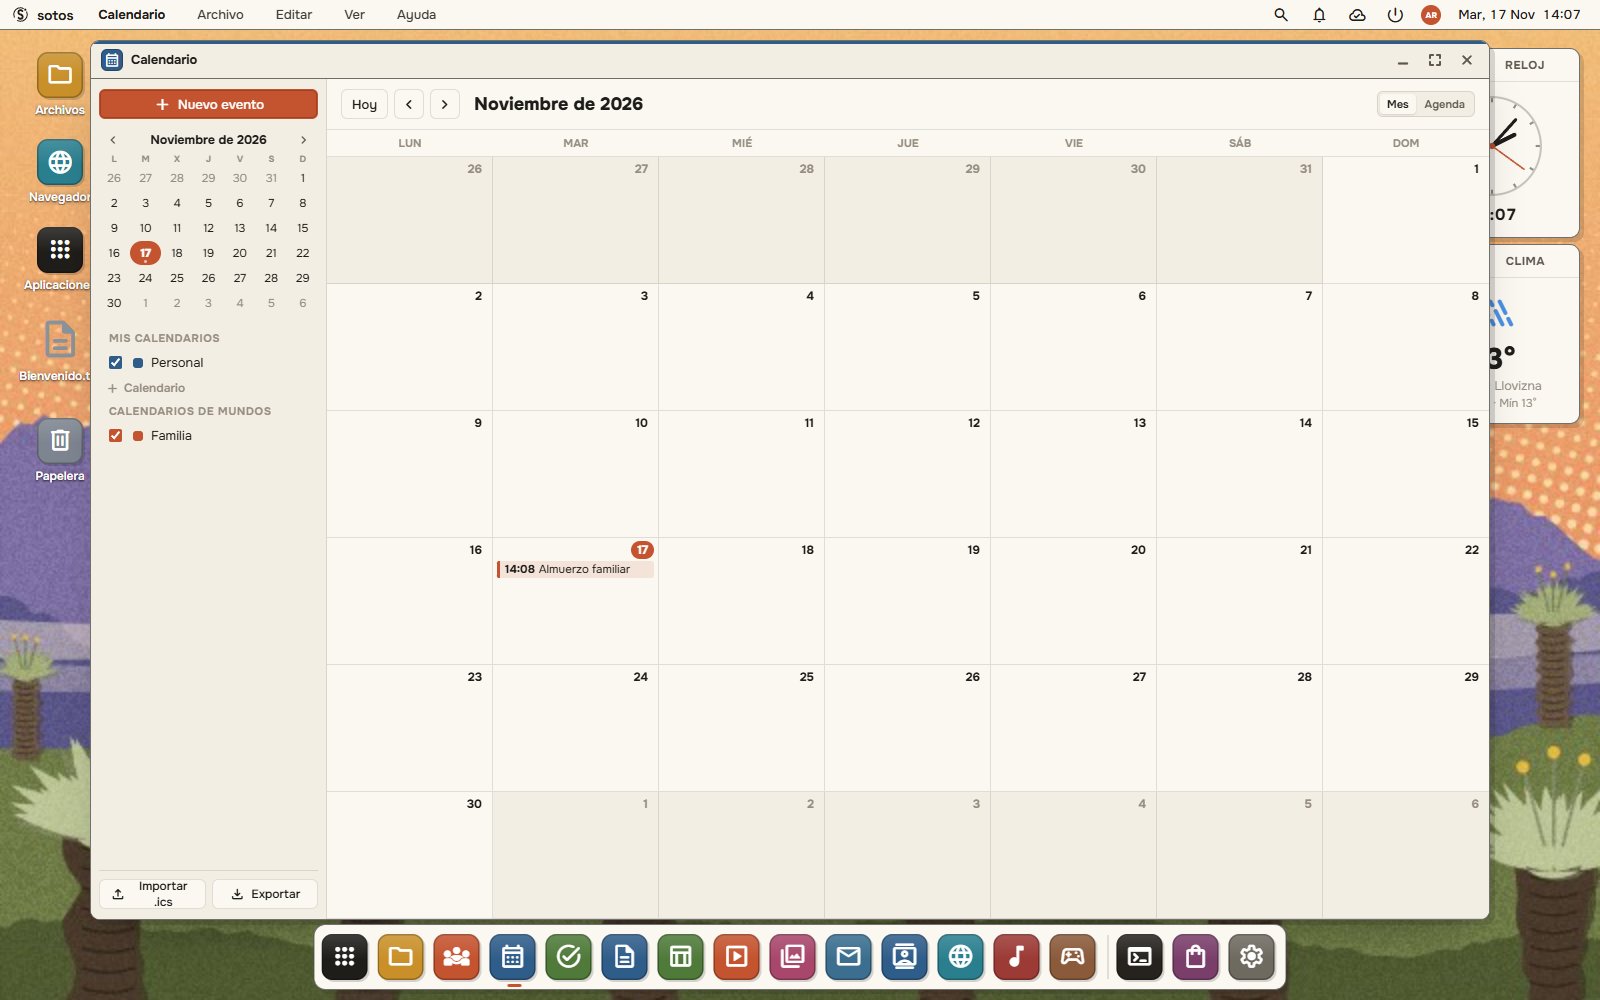 sotos Calendario Archivo Editar Ver Ayuda AR Mar, 17 Nov 14:07
Archivos
Navegador
Aplicacione
Bienvenido.t
Papelera
Calendario
Nuevo evento
Noviembre de 2026
L M X J V S D
26 27 28 29 30 31 1
2 3 4 5 6 7 8
9 10 11 12 13 14 15
16 17 18 19 20 21 22
23 24 25 26 27 28 29
30 1 2 3 4 5 6
MIS CALENDARIOS
Personal
+ Calendario
CALENDARIOS DE MUNDOS
Familia
Importar
.ics
Exportar
Hoy Noviembre de 2026 Mes Agenda
LUN MAR MIÉ JUE VIE SÁB DOM
26 27 28 29 30 31 1
2 3 4 5 6 7 8
9 10 11 12 13 14 15
16 17 18 19 20 21 22
14:08 Almuerzo familiar
23 24 25 26 27 28 29
30 1 2 3 4 5 6
RELOJ
:07
CLIMA
3°
Llovizna
· Mín 13°